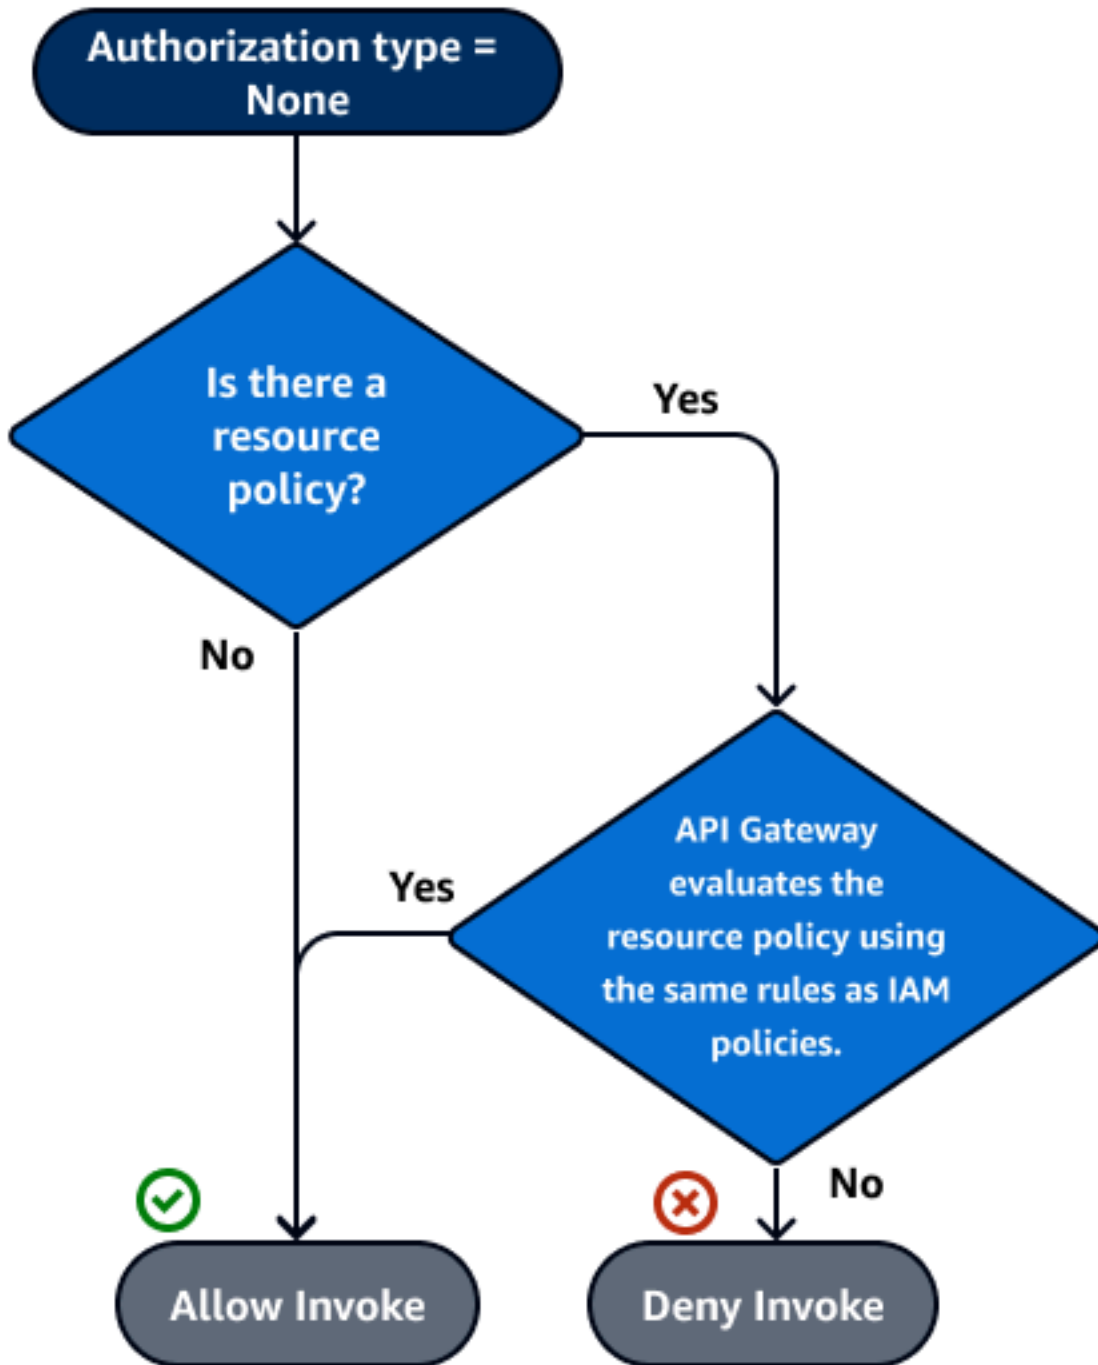 Authorization type =
None
Is there a
resource
policy?
Yes
No
API Gateway
evaluates the
resource policy using
the same rules as IAM
policies.
Yes
No
Allow Invoke
Deny Invoke